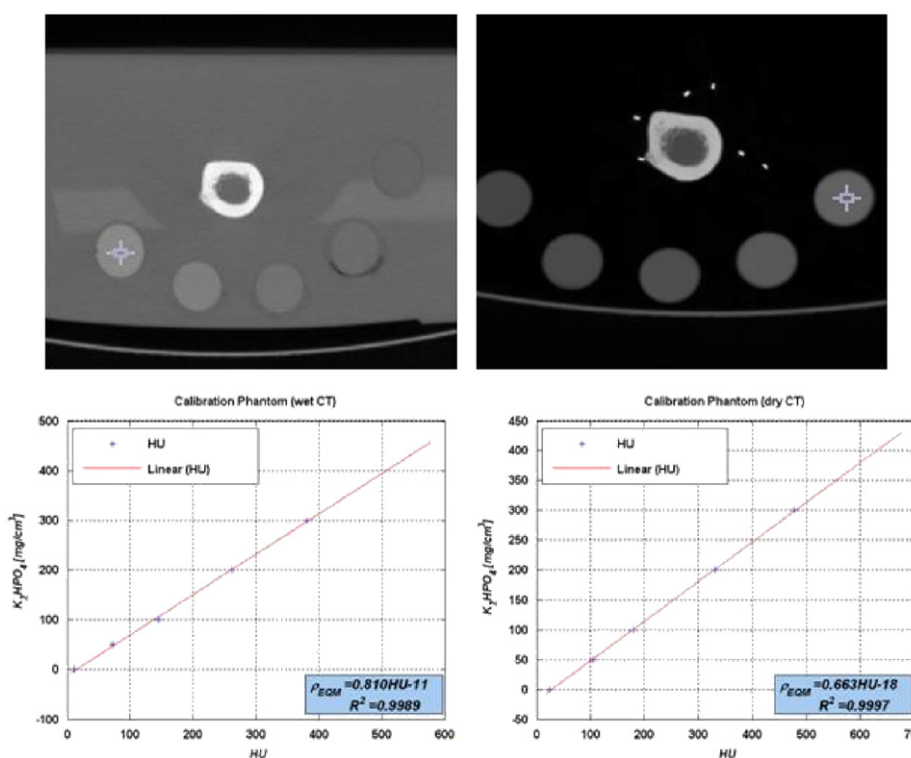 Calibration Phantom (wet CT)
500
400
300
200
100
0
-100
K₂HPO₄ [mg/cm³]
HU
Linear (HU)
ρEQM =0.810HU-11
R² =0.9989
0 100 200 300 400 500 600
HU
Calibration Phantom (dry CT)
450
400
350
300
250
200
150
100
50
0
-50
K₂HPO₄ [mg/cm³]
HU
Linear (HU)
ρEQM =0.663HU-18
R² =0.9997
0 100 200 300 400 500 600
HU